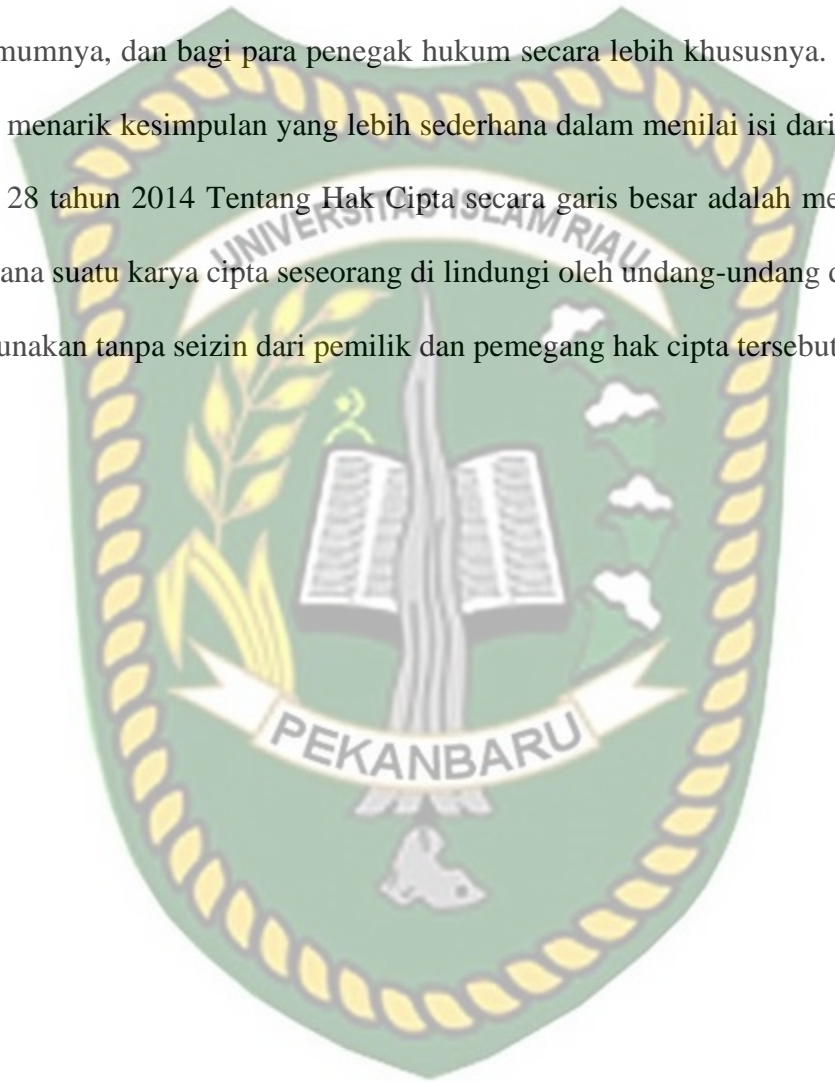 mumnya, dan bagi para penegak hukum secara lebih khususnya.
menarik kesimpulan yang lebih sederhana dalam menilai isi dari
28 tahun 2014 Tentang Hak Cipta secara garis besar adalah me
UNIVERSITAS ISLAM RIAU
ana suatu karya cipta seseorang di lindungi oleh undang-undang
unakan tanpa seizin dari pemilik dan pemegang hak cipta tersebut
PEKANBARU